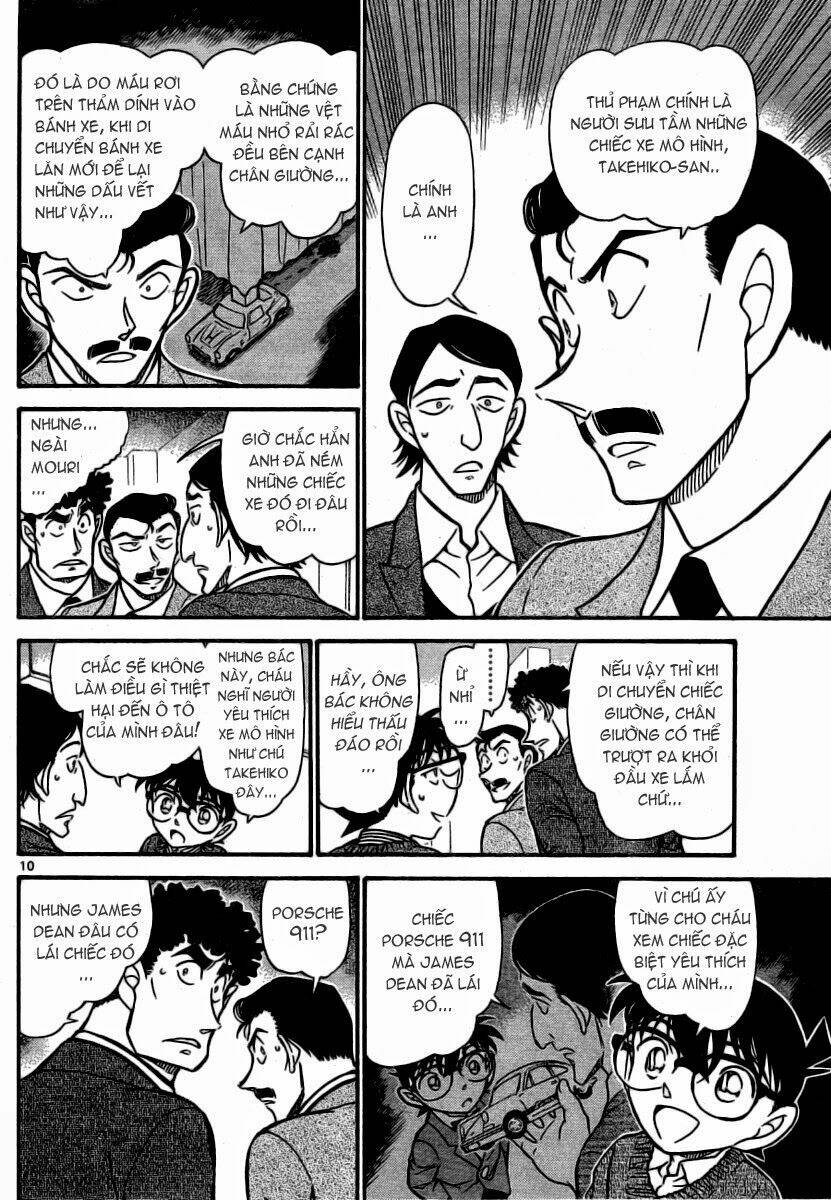 THỦ PHẠM CHÍNH LÀ
NGƯỜI SƯU TẦM NHỮNG
CHIẾC XE MÔ HÌNH,
TAKEHIKO-SAN..
CHÍNH
LÀ ANH
...
BẰNG CHỨNG
LÀ NHỮNG VỆT
MÁU NHỎ RẢI RÁC
ĐỀU BÊN CẠNH
CHÂN GIƯỜNG...
ĐÓ LÀ DO MÁU RƠI
TRÊN THẢM DÍNH VÀO
BÁNH XE, KHI DI
CHUYỂN BÁNH XE
LĂN MỚI ĐỂ LẠI
NHỮNG DẤU VẾT
NHƯ VẬY...
GIỜ CHẮC HẲN
ANH ĐÃ NÉM
NHỮNG CHIẾC
XE ĐÓ ĐI ĐÂU
RỒI...
NHƯNG...
NGÀI
MOURI
...
NẾU VẬY THÌ KHI
DI CHUYỂN CHIẾC
GIƯỜNG, CHÂN
GIƯỜNG CÓ THỂ
TRƯỢT RA KHỎI
ĐẦU XE LẮM
CHỨ...
Ừ
NHỈ
...
HẦY, ÔNG
BÁC KHÔNG
HIỂU THẤU
ĐÁO RỒI
...
NHƯNG BÁC
NÀY, CHÁU
NGHĨ NGƯỜI
YÊU THÍCH
XE MÔ HÌNH
NHƯ CHÚ
TAKEHIKO
ĐÂY...
CHẮC SẼ KHÔNG
LÀM ĐIỀU GÌ THIỆT
HẠI ĐẾN Ô TÔ
CỦA MÌNH ĐÂU!
10
VÌ CHÚ ẤY
TỪNG CHO CHÁU
XEM CHIẾC ĐẶC
BIỆT YÊU THÍCH
CỦA MÌNH...
CHIẾC
PORSCHE 911
MÀ JAMES
DEAN ĐÃ LÁI
ĐÓ...
PORSCHE
911?
NHƯNG JAMES
DEAN ĐÂU CÓ
LÁI CHIẾC ĐÓ
...